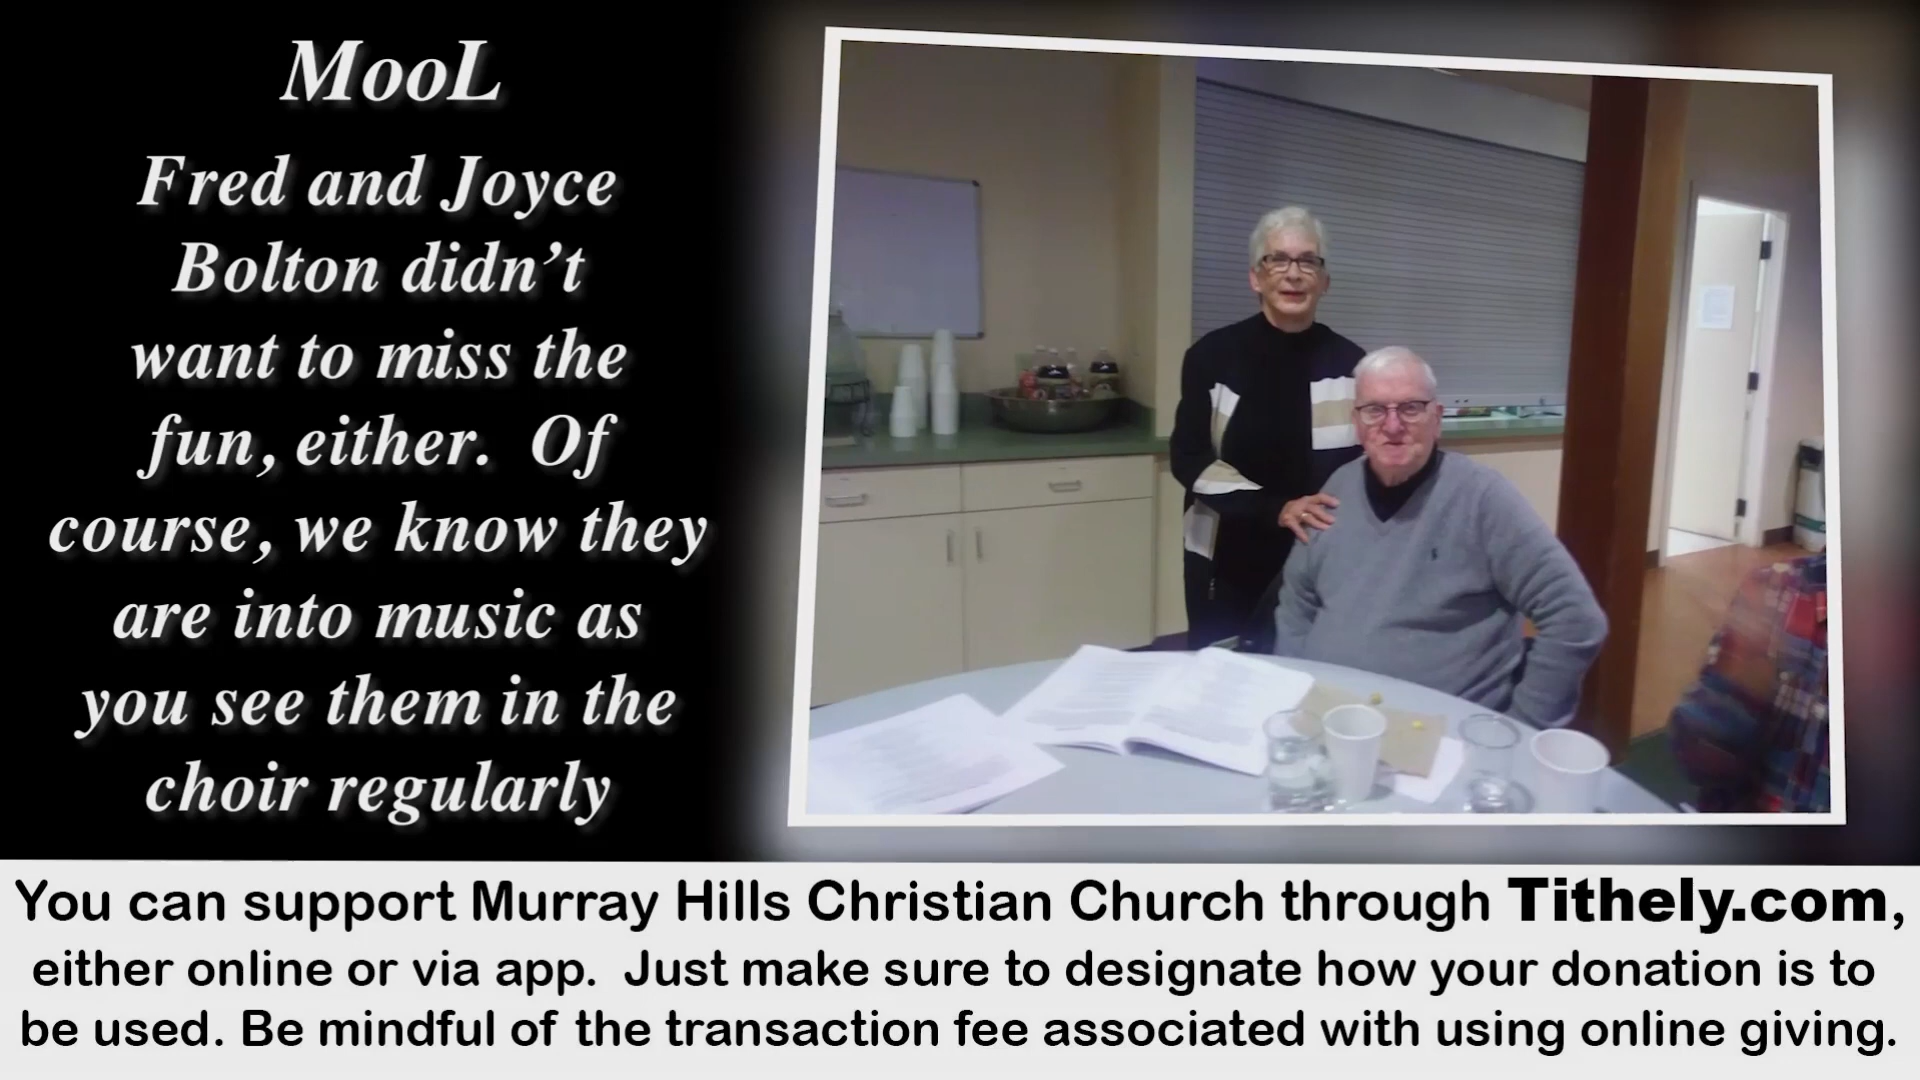 MooL
Fred and Joyce
Bolton didn’t
want to miss the
fun, either.  Of
course, we know they
are into music as
you see them in the
choir regularly
You can support Murray Hills Christian Church through Tithely.com,
either online or via app.  Just make sure to designate how your donation is to
be used. Be mindful of the transaction fee associated with using online giving.